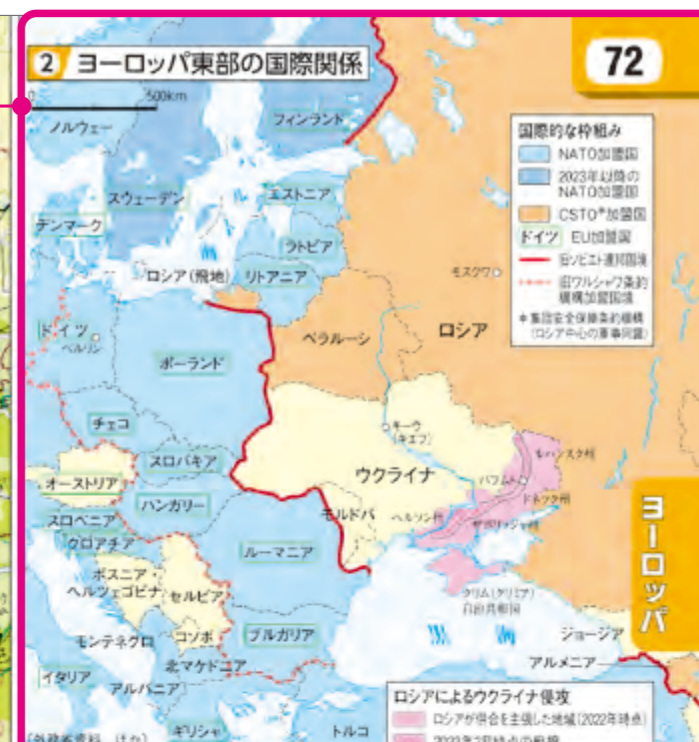 2 ヨーロッパ東部の国際関係
72
0 500km
ノルウェー
フィンランド
国際的な枠組み
NATO加盟国
2023年以降の
NATO加盟国
CSTO*加盟国
ドイツ EU加盟国
旧ソビエト連邦国境
旧ワルシャワ条約
機構加盟国境
*集団安全保障条約機構
(ロシア中心の軍事同盟)
スウェーデン
エストニア
デンマーク
ラトビア
ロシア(飛地)
リトアニア
モスクワ
ドイツ
ベルリン
ベラルーシ
ロシア
ポーランド
チェコ
キーウ
(キエフ)
スロバキア
ウクライナ
ルハンスク州
バフムト
ドネツク州
オーストリア
ハンガリー
モルドバ
ヘルソン州
ザポリッジャ州
スロベニア
クロアチア
ルーマニア
ボスニア・
ヘルツェゴビナ
セルビア
クリム(クリミア)
自治共和国
ヨーロッパ
モンテネグロ
コソボ
ブルガリア
ジョージア
北マケドニア
アルメニア
イタリア
アルバニア
ロシアによるウクライナ侵攻
ロシアが併合を主張した地域(2022年時点)
ギリシャ
トルコ